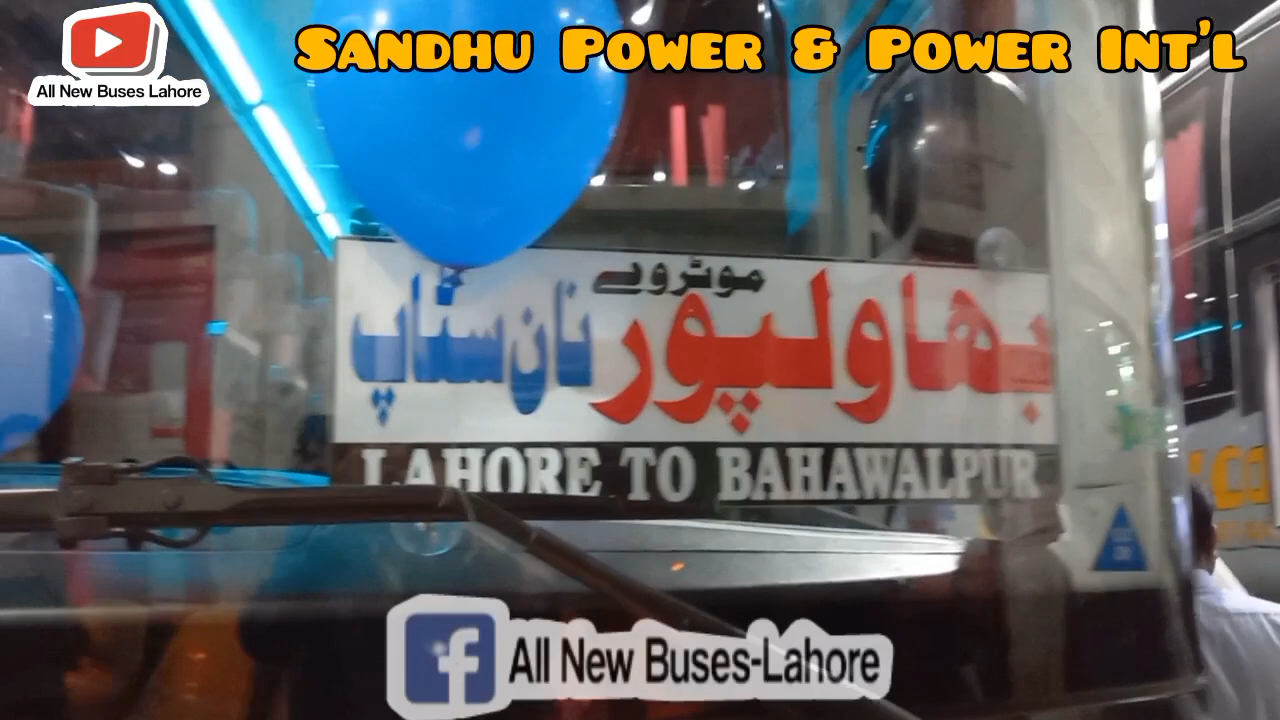 Sandhu Power & Power Int'l
All New Buses Lahore
موٹروے
بھاولپور نان سٹاپ
LAHORE TO BAHAWALPUR
All New Buses-Lahore